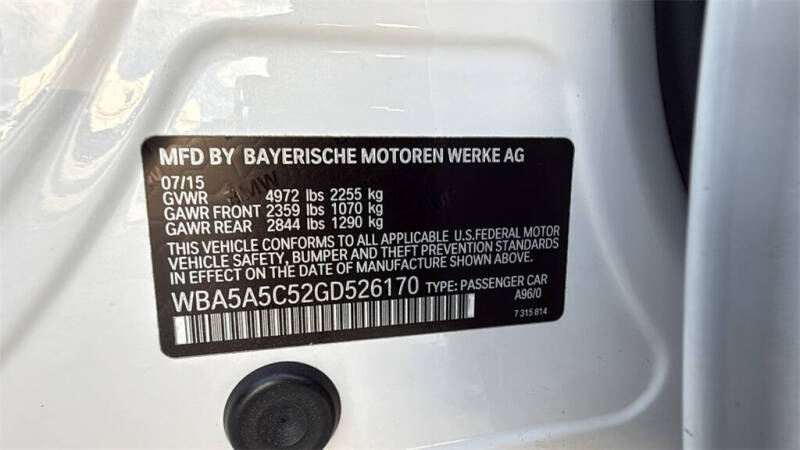 MFD BY BAYERISCHE MOTOREN WERKE AG
07/15
GVWR 4972 lbs 2255 kg
GAWR FRONT 2359 lbs 1070 kg
GAWR REAR 2844 lbs 1290 kg
THIS VEHICLE CONFORMS TO ALL APPLICABLE U.S.FEDERAL MOTOR
VEHICLE SAFETY, BUMPER AND THEFT PREVENTION STANDARDS
IN EFFECT ON THE DATE OF MANUFACTURE SHOWN ABOVE.
WBA5A5C52GD526170 TYPE: PASSENGER CAR
A96/0
7 315 814